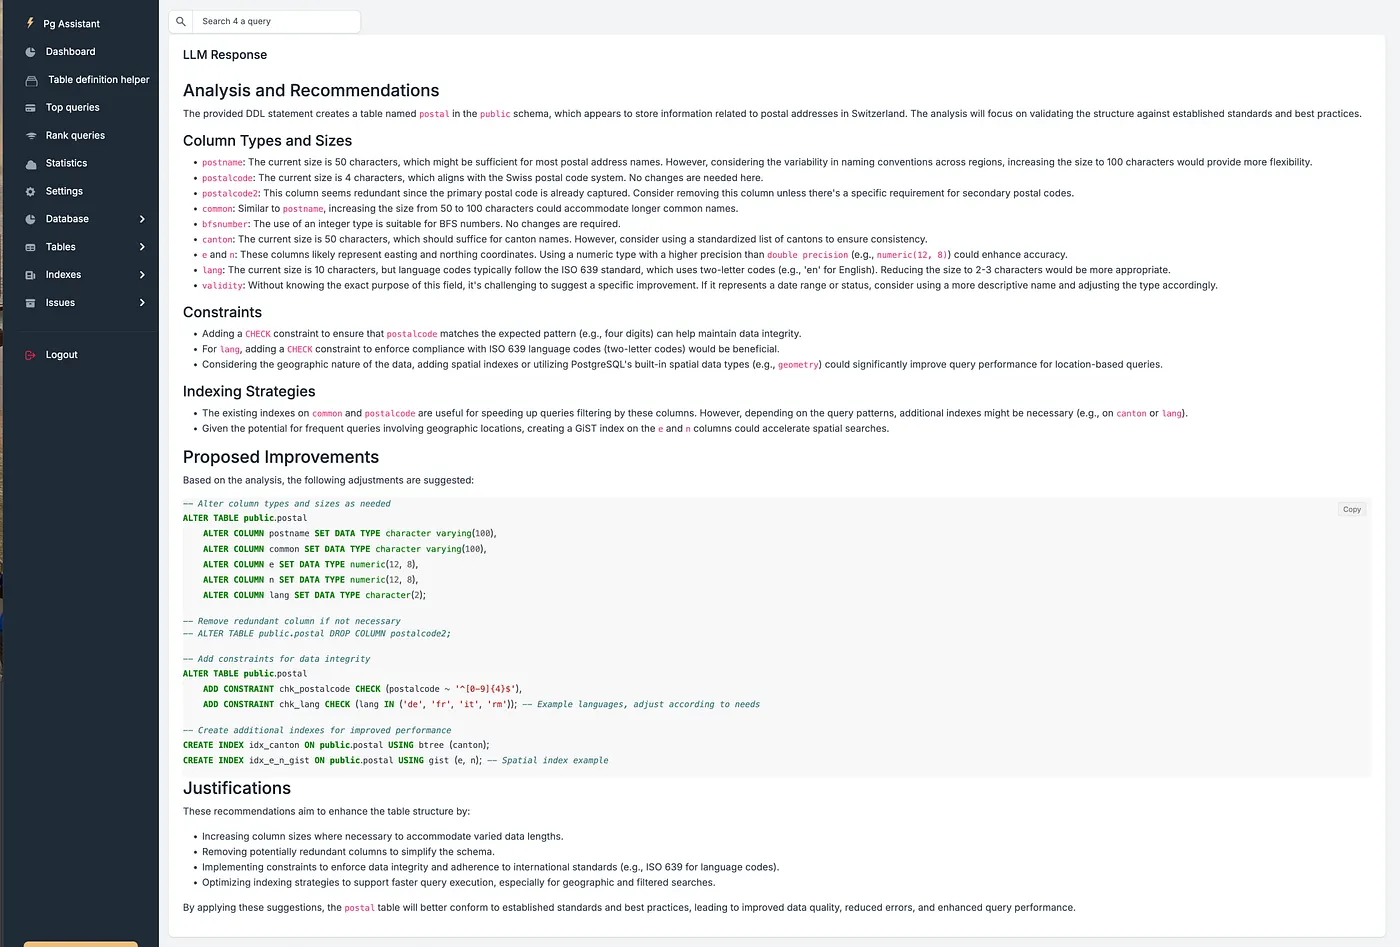 Pg Assistant
Dashboard
Table definition helper
Top queries
Rank queries
Statistics
Settings
Database
Tables
Indexes
Issues
Logout
Search 4 a query
LLM Response
Analysis and Recommendations
The provided DDL statement creates a table named postal in the public schema, which appears to store information related to postal addresses in Switzerland. The analysis will focus on validating the structure against established standards and best practices.
Column Types and Sizes
• postname: The current size is 50 characters, which might be sufficient for most postal address names. However, considering the variability in naming conventions across regions, increasing the size to 100 characters would provide more flexibility.
• postalcode: The current size is 4 characters, which aligns with the Swiss postal code system. No changes are needed here.
• postalcode2: This column seems redundant since the primary postal code is already captured. Consider removing this column unless there's a specific requirement for secondary postal codes.
• common: Similar to postname, increasing the size from 50 to 100 characters could accommodate longer common names.
• bfsnumber: The use of an integer type is suitable for BFS numbers. No changes are required.
• canton: The current size is 50 characters, which should suffice for canton names. However, consider using a standardized list of cantons to ensure consistency.
• e and n: These columns likely represent easting and northing coordinates. Using a numeric type with a higher precision than double precision (e.g., numeric(12, 8)) could enhance accuracy.
• lang: The current size is 10 characters, but language codes typically follow the ISO 639 standard, which uses two-letter codes (e.g., 'en' for English). Reducing the size to 2-3 characters would be more appropriate.
• validity: Without knowing the exact purpose of this field, it's challenging to suggest a specific improvement. If it represents a date range or status, consider using a more descriptive name and adjusting the type accordingly.
Constraints
• Adding a CHECK constraint to ensure that postalcode matches the expected pattern (e.g., four digits) can help maintain data integrity.
• For lang, adding a CHECK constraint to enforce compliance with ISO 639 language codes (two-letter codes) would be beneficial.
• Considering the geographic nature of the data, adding spatial indexes or utilizing PostgreSQL's built-in spatial data types (e.g., geometry) could significantly improve query performance for location-based queries.
Indexing Strategies
• The existing indexes on common and postalcode are useful for speeding up queries filtering by these columns. However, depending on the query patterns, additional indexes might be necessary (e.g., on canton or lang).
• Given the potential for frequent queries involving geographic locations, creating a GiST index on the e and n columns could accelerate spatial searches.
Proposed Improvements
Based on the analysis, the following adjustments are suggested:
Copy
-- Alter column types and sizes as needed
ALTER TABLE public.postal
ALTER COLUMN postname SET DATA TYPE character varying(100),
ALTER COLUMN common SET DATA TYPE character varying(100),
ALTER COLUMN e SET DATA TYPE numeric(12, 8),
ALTER COLUMN n SET DATA TYPE numeric(12, 8),
ALTER COLUMN lang SET DATA TYPE character(2);
-- Remove redundant column if not necessary
-- ALTER TABLE public.postal DROP COLUMN postalcode2;
-- Add constraints for data integrity
ALTER TABLE public.postal
ADD CONSTRAINT chk_postalcode CHECK (postalcode ~ '^[0-9]{4}$'),
ADD CONSTRAINT chk_lang CHECK (lang IN ('de', 'fr', 'it', 'rm')); -- Example languages, adjust according to needs
-- Create additional indexes for improved performance
CREATE INDEX idx_canton ON public.postal USING btree (canton);
CREATE INDEX idx_e_n_gist ON public.postal USING gist (e, n); -- Spatial index example
Justifications
These recommendations aim to enhance the table structure by:
• Increasing column sizes where necessary to accommodate varied data lengths.
• Removing potentially redundant columns to simplify the schema.
• Implementing constraints to enforce data integrity and adherence to international standards (e.g., ISO 639 for language codes).
• Optimizing indexing strategies to support faster query execution, especially for geographic and filtered searches.
By applying these suggestions, the postal table will better conform to established standards and best practices, leading to improved data quality, reduced errors, and enhanced query performance.